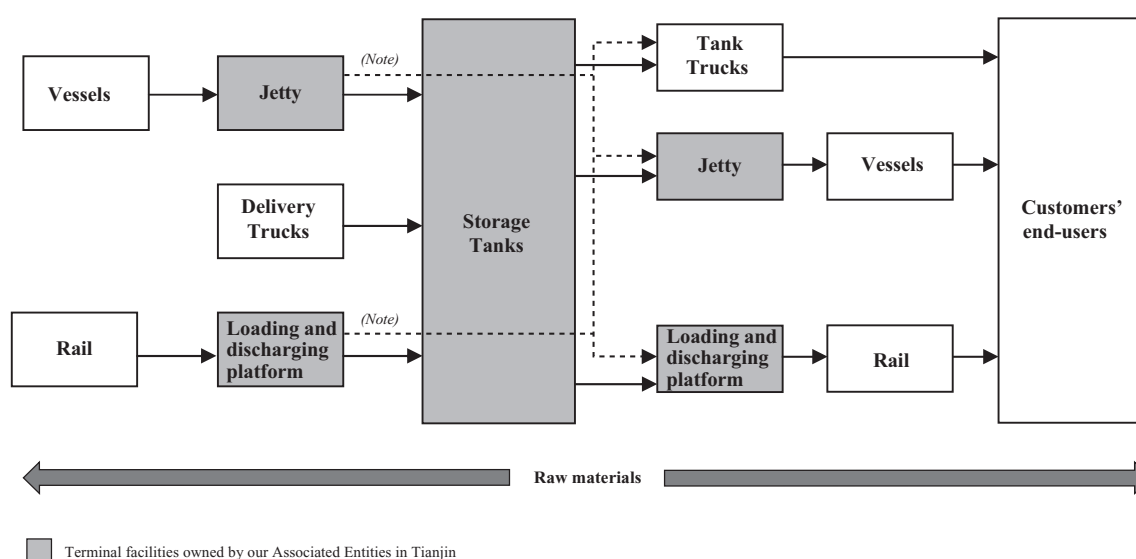 (Note)
Vessels
Jetty
Tank
Trucks
Jetty
Vessels
Delivery
Trucks
Storage
Tanks
Customers’
end-users
(Note)
Rail
Loading and
discharging
platform
Loading and
discharging
platform
Rail
Raw materials
Terminal facilities owned by our Associated Entities in Tianjin